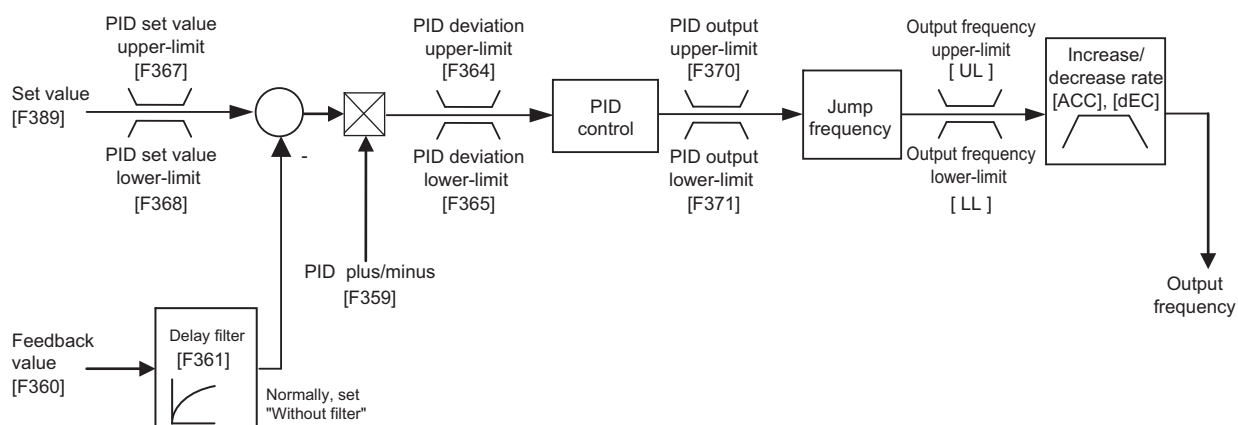 PID set value
upper-limit
[F367]
PID deviation
upper-limit
[F364]
PID output
upper-limit
[F370]
Output frequency
upper-limit
[ UL ]
Increase/
decrease rate
[ACC], [dEC]
Set value
[F389]
PID
control
Jump
frequency
PID set value
lower-limit
[F368]
-
PID deviation
lower-limit
[F365]
PID output
lower-limit
[F371]
Output frequency
lower-limit
[ LL ]
PID plus/minus
[F359]
Output
frequency
Feedback
value
[F360]
Delay filter
[F361]
Normally, set
"Without filter"